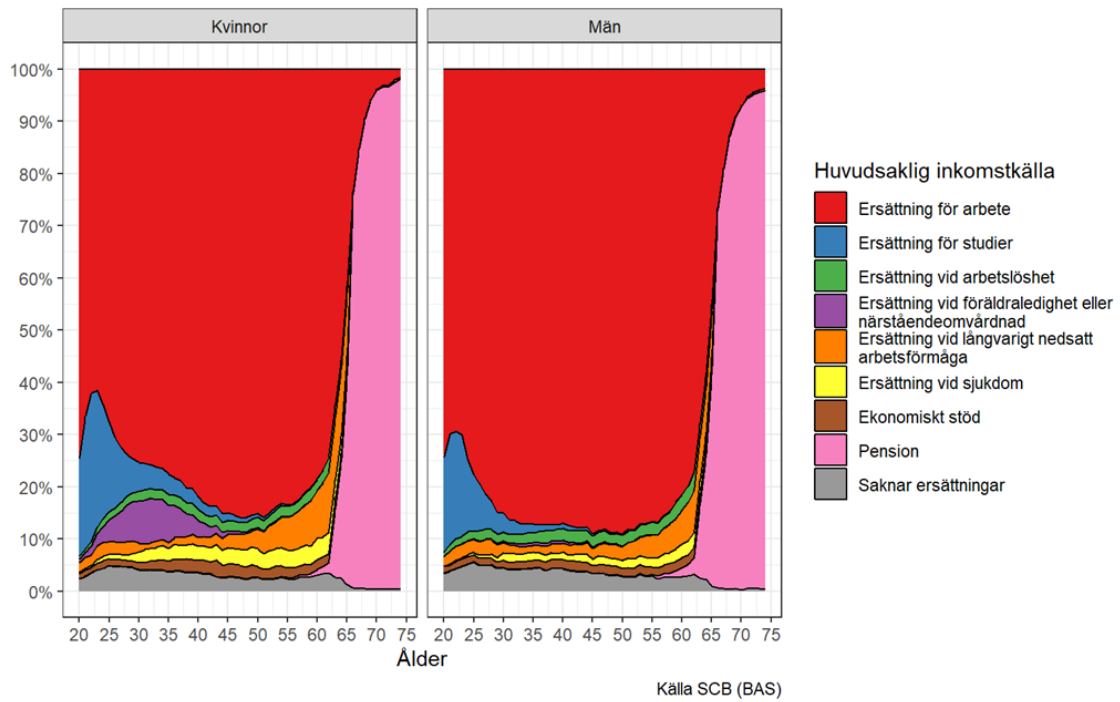 Kvinnor
Män
100%
90%
80%
70%
60%
50%
40%
30%
20%
10%
0%
20 25 30 35 40 45 50 55 60 65 70 75
20 25 30 35 40 45 50 55 60 65 70 75
Ålder
Källa SCB (BAS)
Huvudsaklig inkomstkälla
Ersättning för arbete
Ersättning för studier
Ersättning vid arbetslöshet
Ersättning vid föräldraledighet eller
närståendeomvårdnad
Ersättning vid långvarigt nedsatt
arbetsförmåga
Ersättning vid sjukdom
Ekonomiskt stöd
Pension
Saknar ersättningar